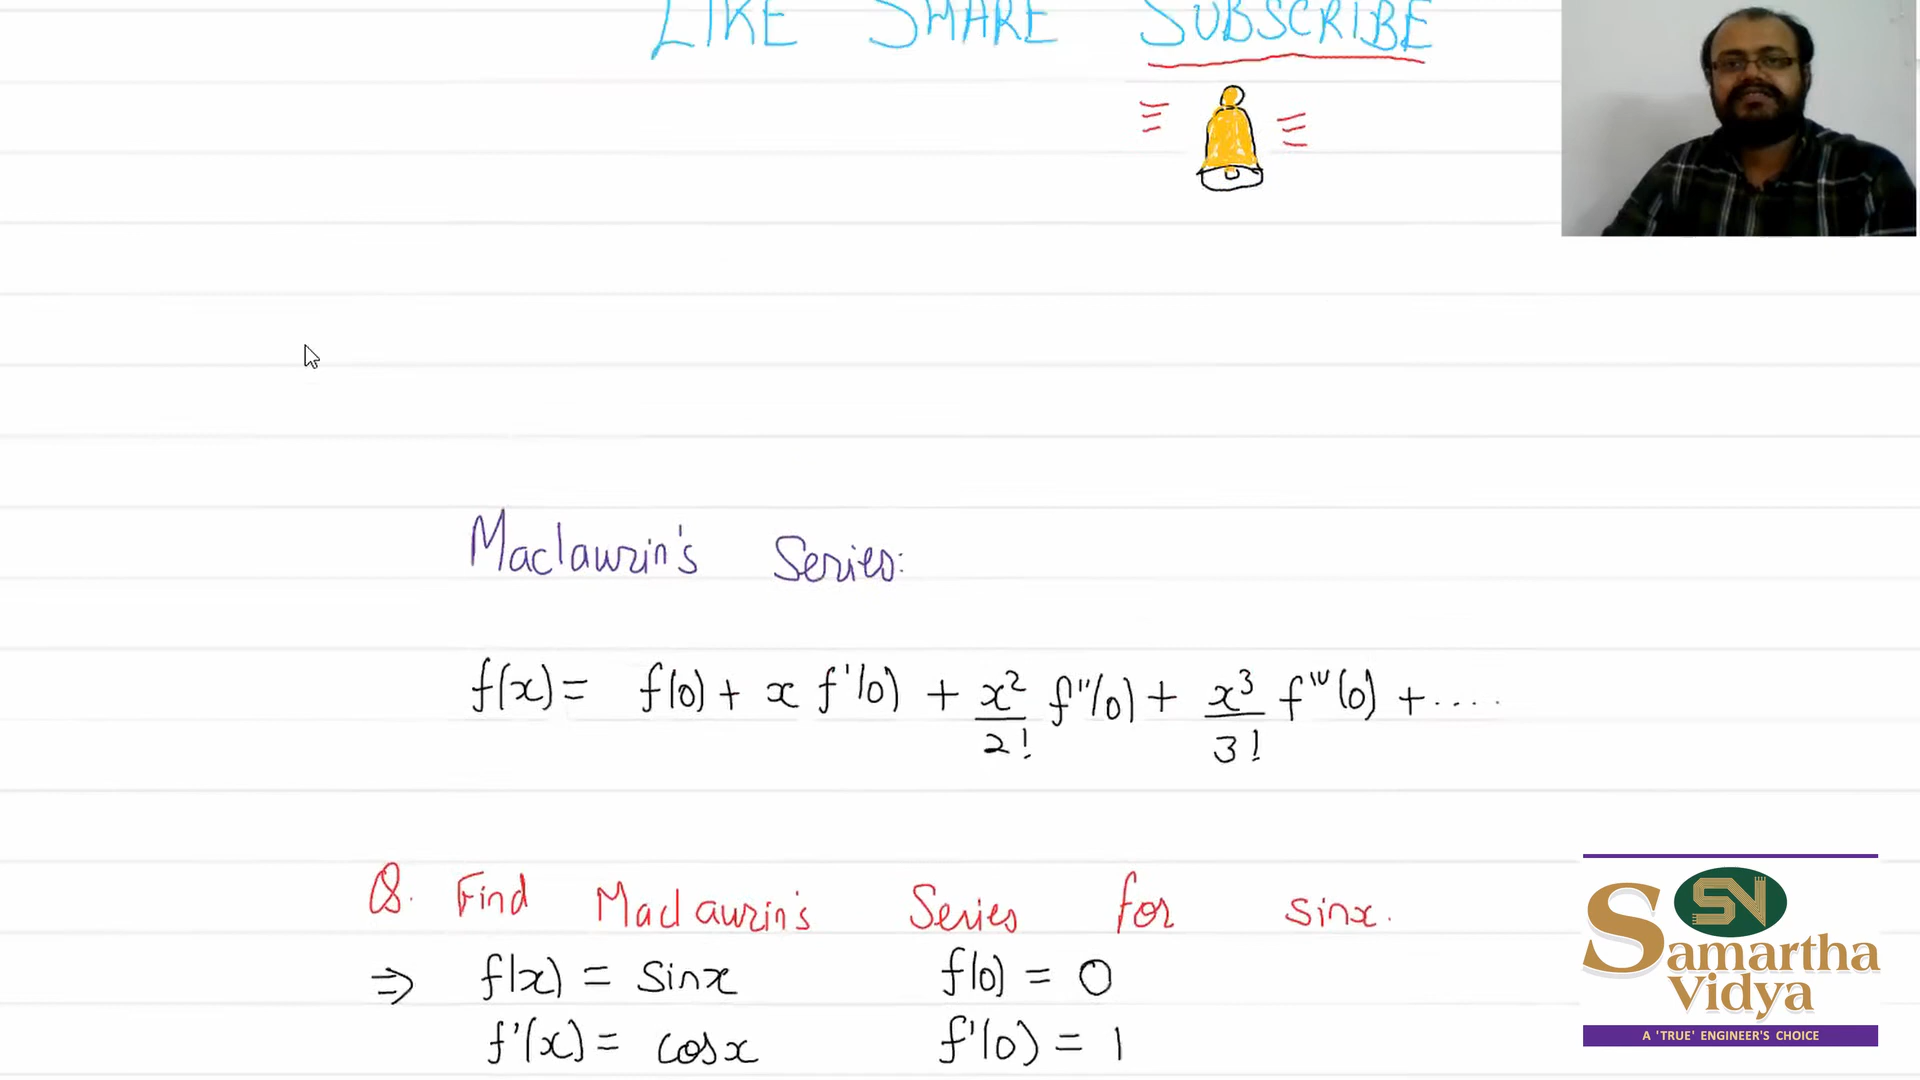 LIKE SHARE SUBSCRIBE
Maclaurin's Series:
f(x) = f(0) + x f'(0) + x²/2! f''(0) + x³/3! f'''(0) + ....
Q. Find Maclaurin's Series for sinx.
⇒ f(x) = sinx f(0) = 0
f'(x) = cosx f'(0) = 1
SN
Samartha
Vidya
A 'TRUE' ENGINEER'S CHOICE